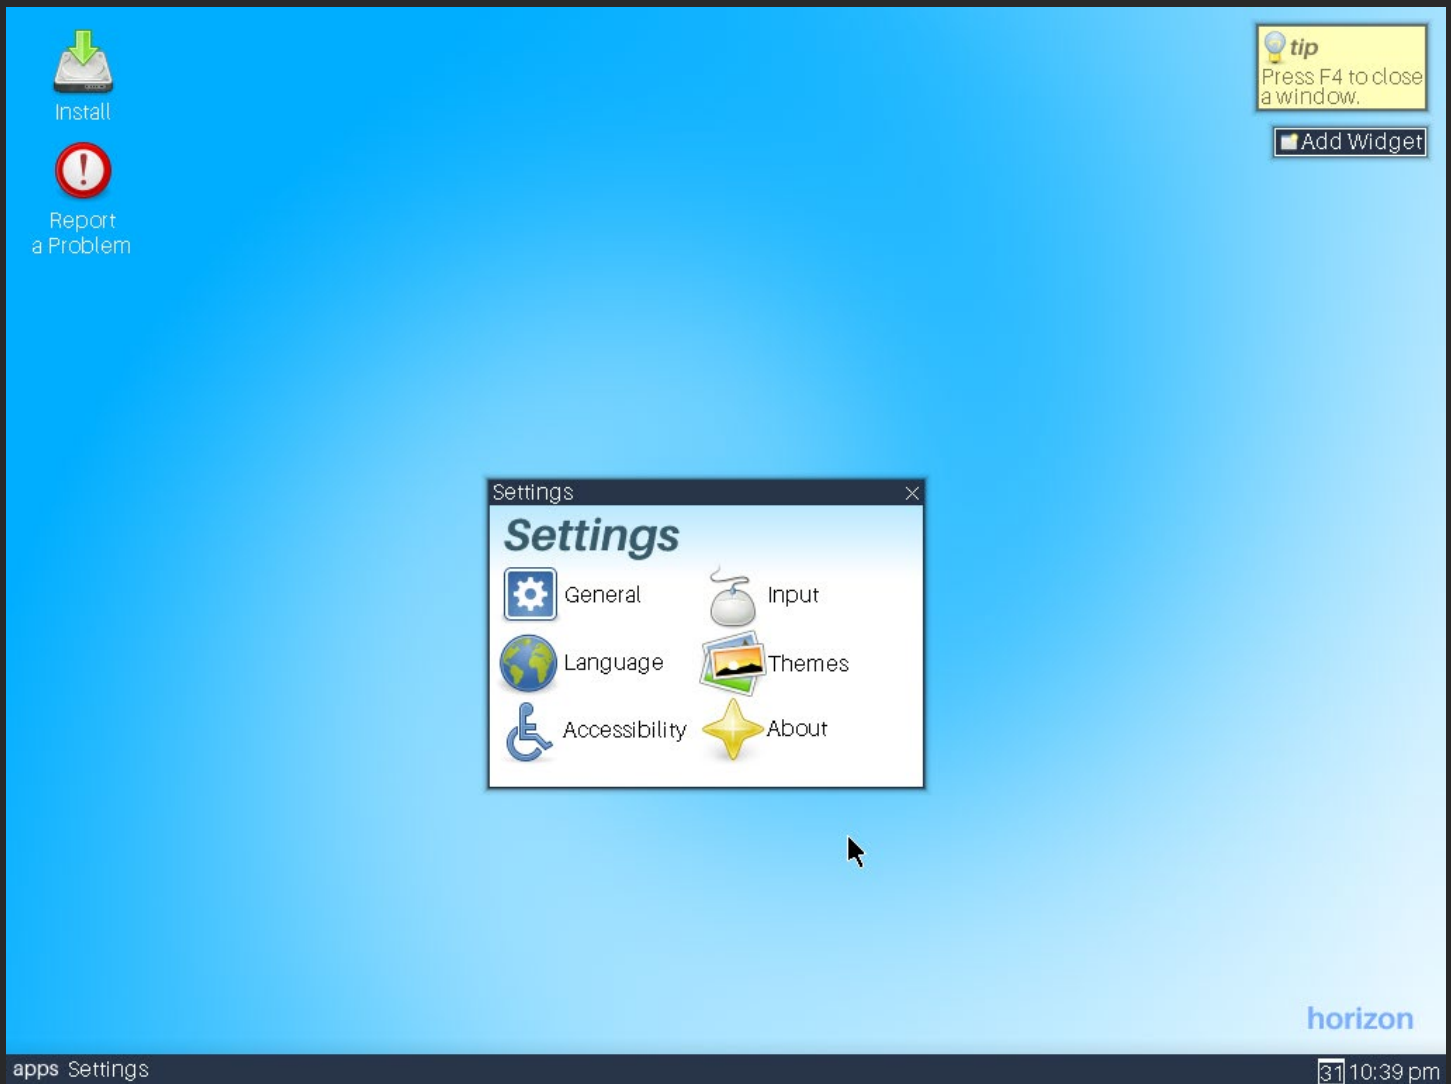 Install
Report
a Problem
tip
Press F4 to close
a window.
Add Widget
Settings
Settings
General
Input
Language
Themes
Accessibility
About
horizon
apps Settings
31 10:39 pm